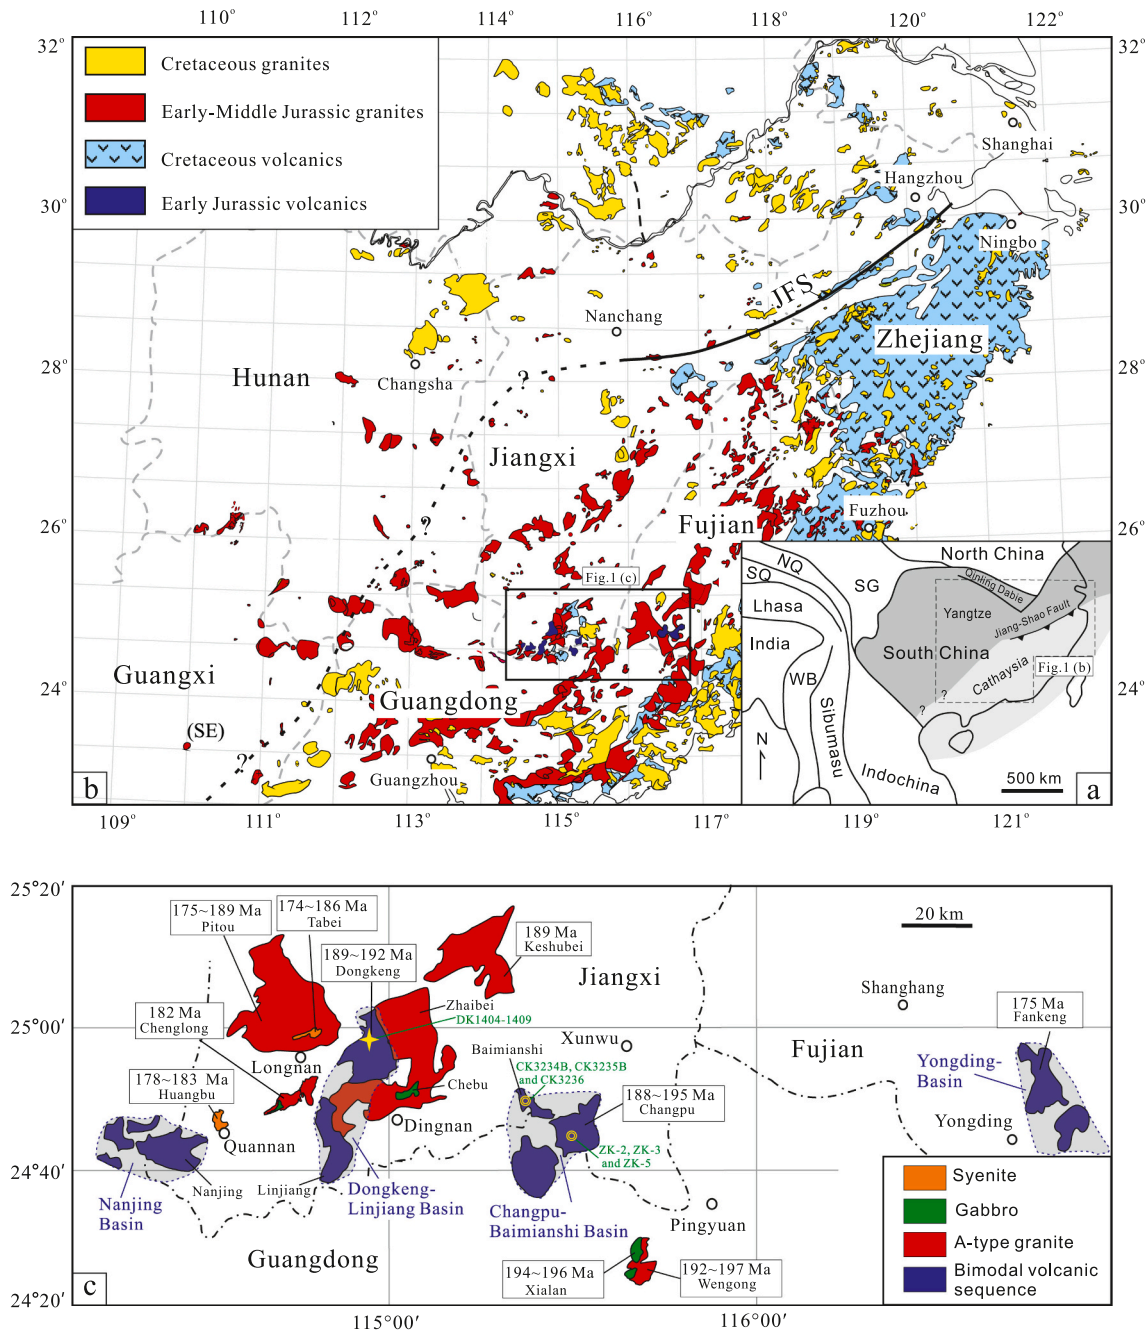 110° 112° 114° 116° 118° 120° 122°
32° 32°
Cretaceous granites
Early-Middle Jurassic granites
Cretaceous volcanics
Early Jurassic volcanics
Shanghai
Hangzhou
30° 30°
Ningbo
JFS
Nanchang
Zhejiang
?
28° 28°
Hunan
Changsha
Jiangxi
26° 26°
?
Fujian
Fuzhou
Fig.1 (c)
Guangxi
24° 24°
Guangdong
(SE)
?
Guangzhou
b
North China
NQ
SQ
SG
Qinling Dabie
Lhasa
Yangtze
Jiang-Shao Fault
India
South China
Cathaysia
Fig.1 (b)
WB
?
?
Sibumasu
N
Indochina
500 km
a
109° 111° 113° 115° 117° 119° 121°
25°20′
175~189 Ma
Pitou
174~186 Ma
Tabei
189~192 Ma
Dongkeng
189 Ma
Keshubei
20 km
Jiangxi
Zhaibei
DK1404-1409
Shanghang
175 Ma
Fankeng
182 Ma
Chenglong
25°00′
Longnan
Xunwu
Baimianshi
Fujian
CK3234B, CK3235B
and CK3236
Yongding-
Basin
178~183 Ma
Huangbu
Chebu
188~195 Ma
Changpu
Dingnan
Yongding
Quannan
ZK-2, ZK-3
and ZK-5
24°40′
Nanjing
Linjiang
Nanjing
Basin
Dongkeng-
Linjiang Basin
Changpu-
Baimianshi Basin
Pingyuan
Guangdong
194~196 Ma
Xialan
192~197 Ma
Wengong
Syenite
Gabbro
A-type granite
Bimodal volcanic
sequence
c
24°20′
115°00′ 116°00′